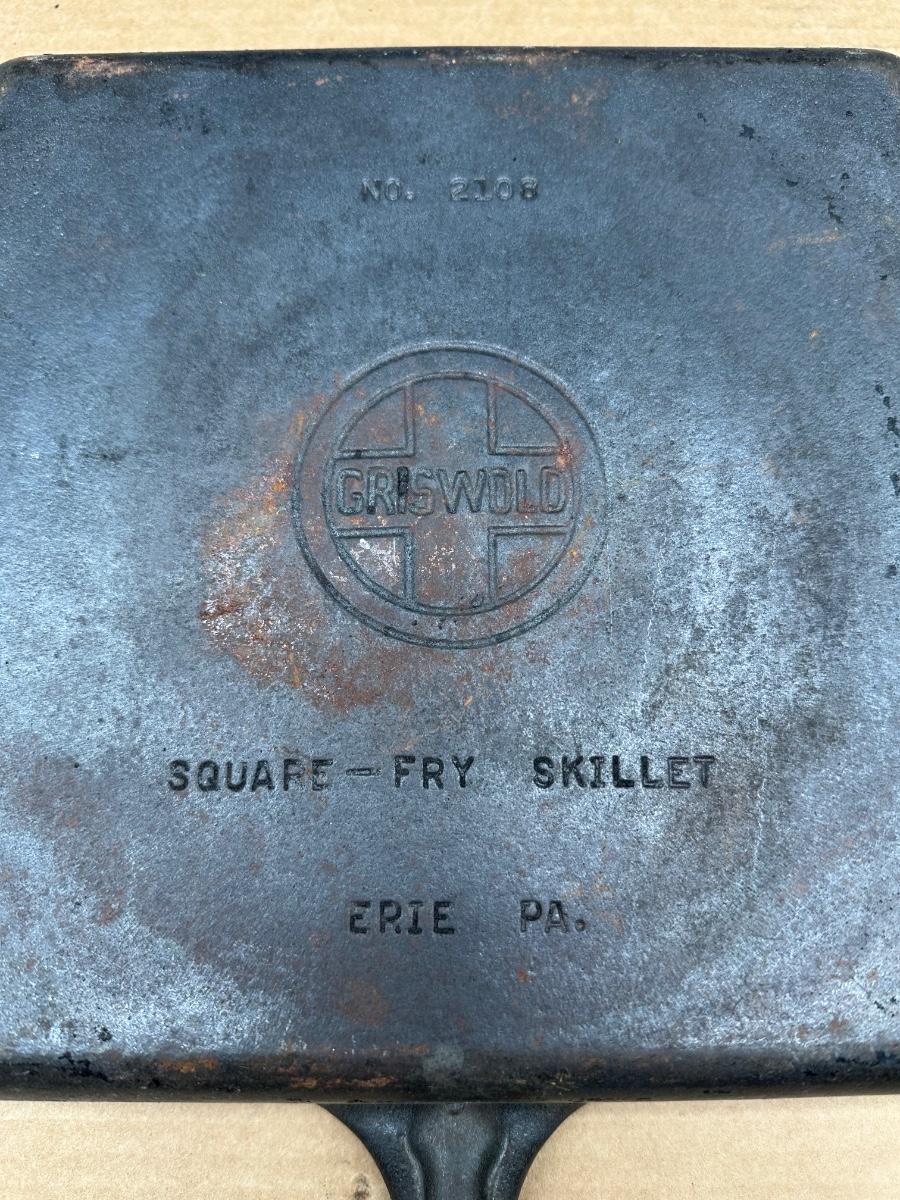 NO. 2108
GRISWOLD
SQUARE-FRY SKILLET
ERIE PA.